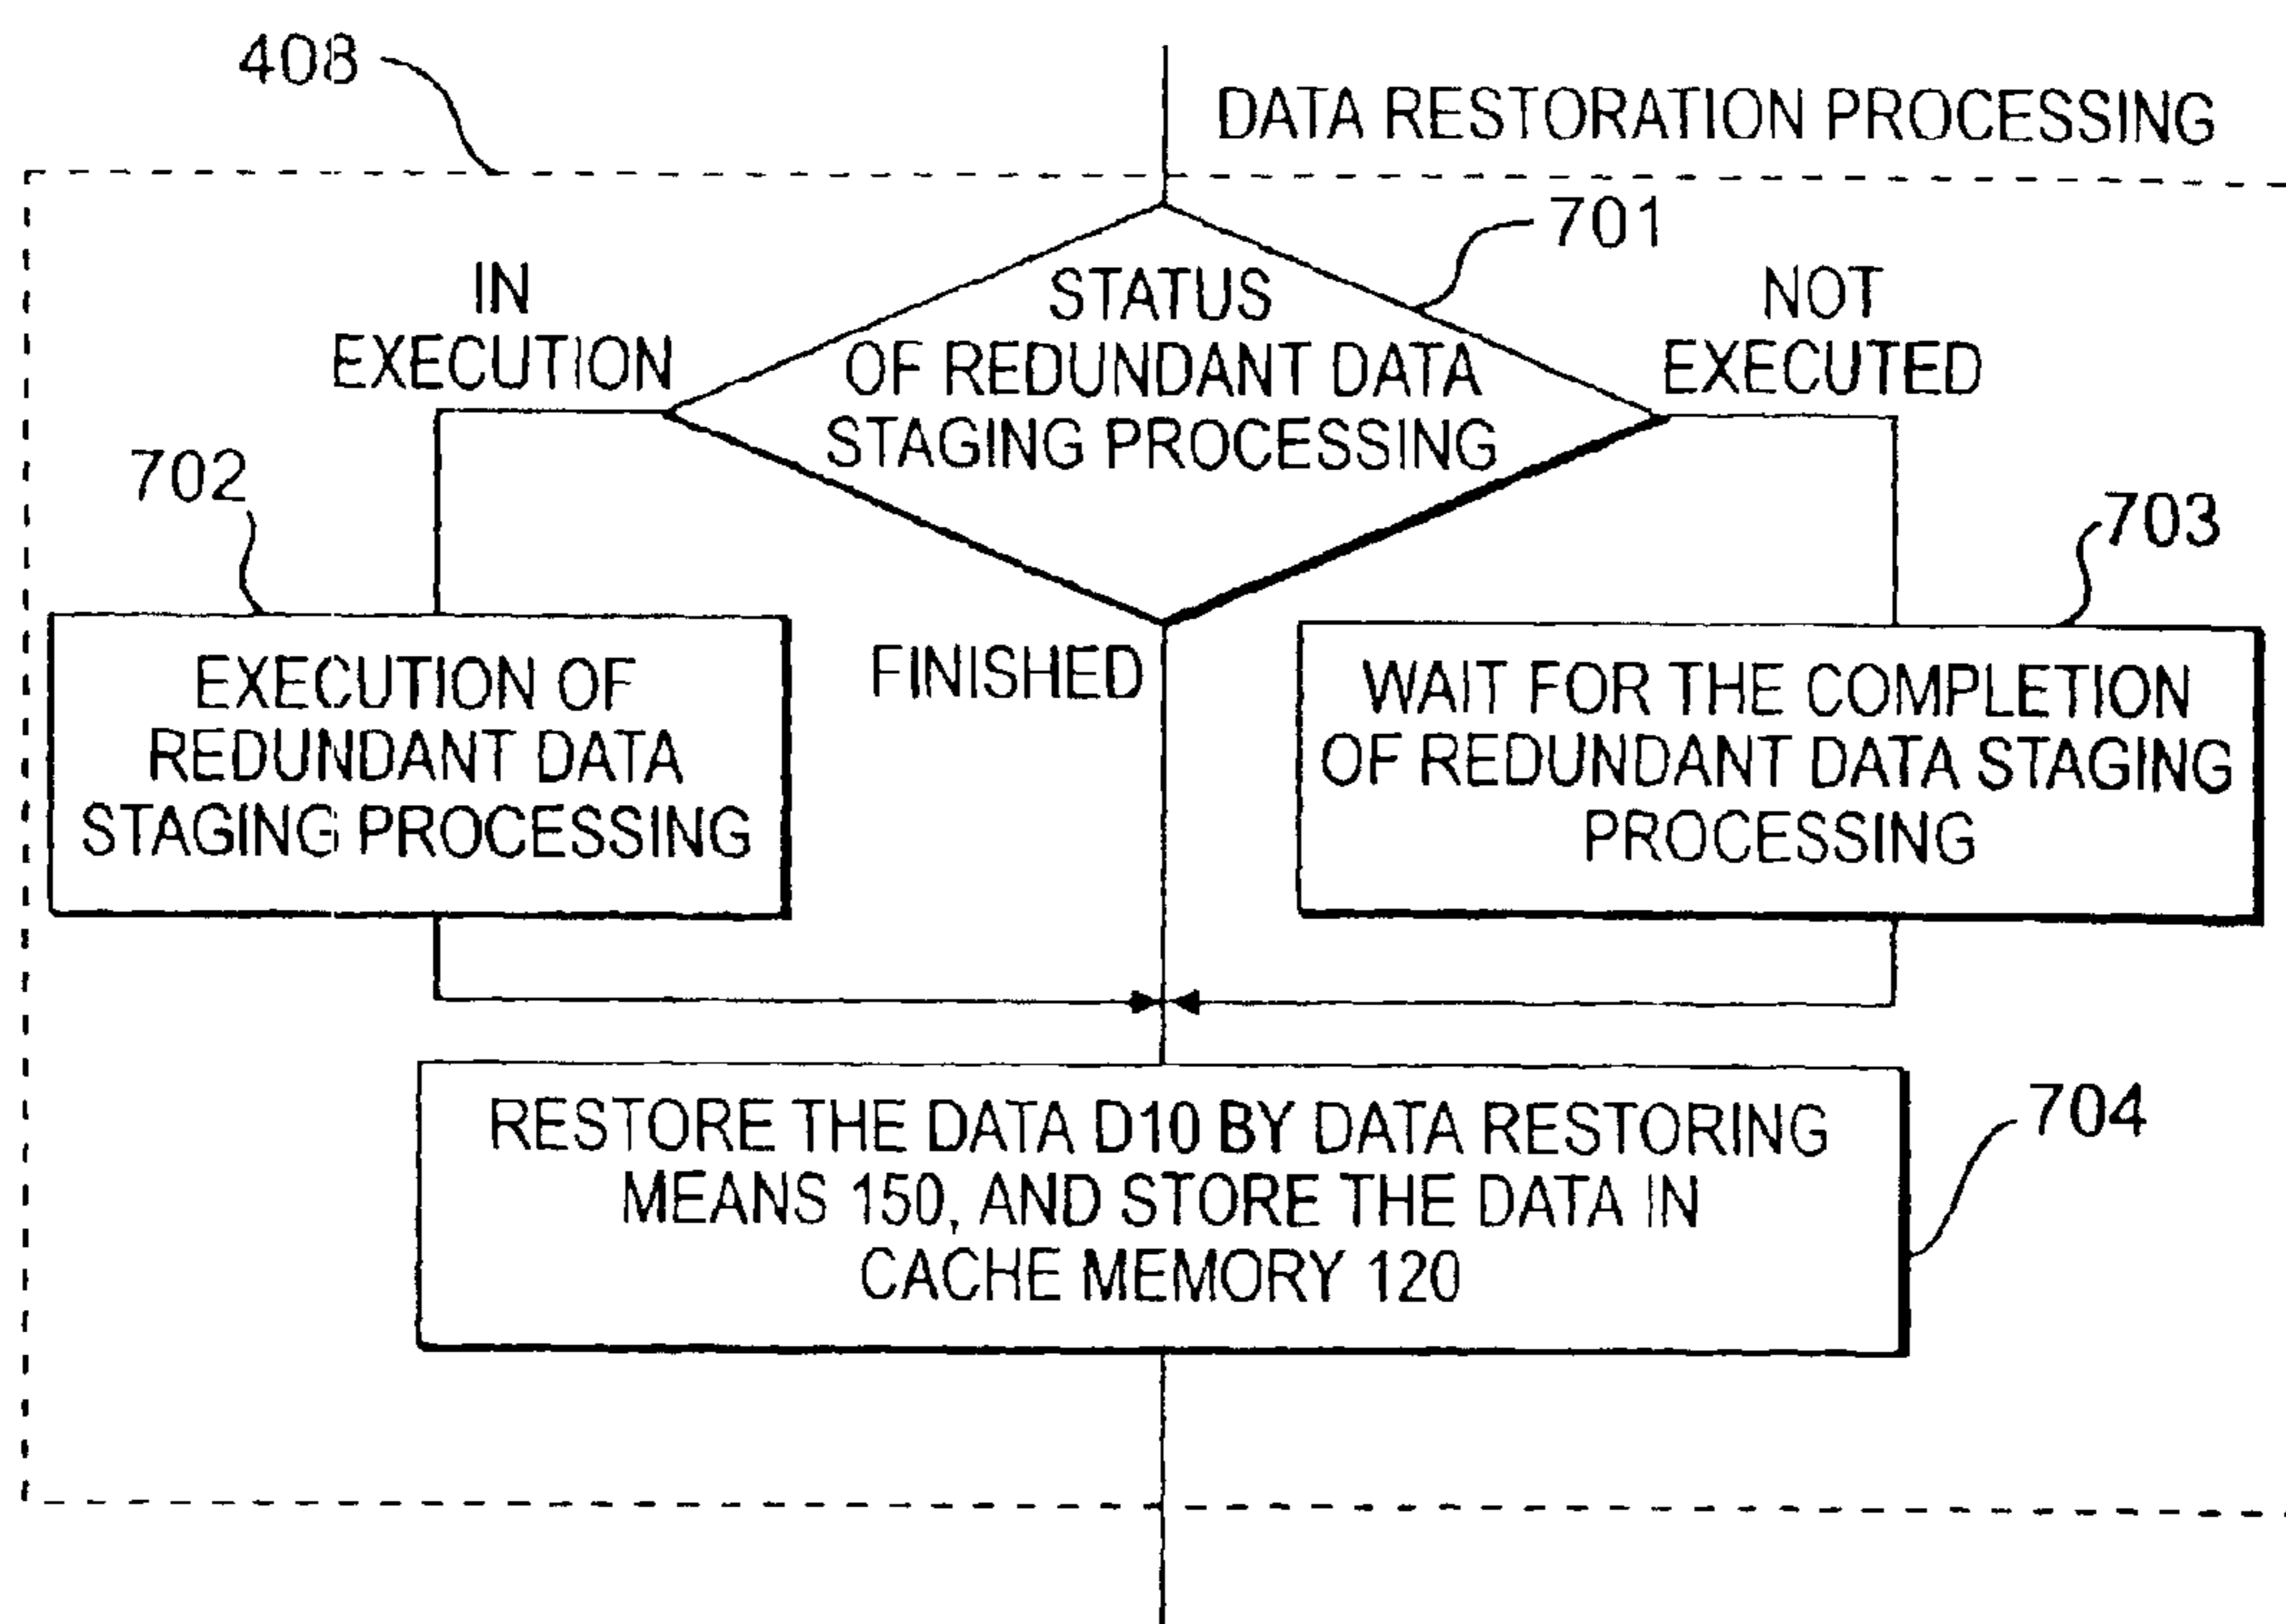 408
DATA RESTORATION PROCESSING
701
IN
EXECUTION
STATUS
OF REDUNDANT DATA
STAGING PROCESSING
NOT
EXECUTED
702
703
EXECUTION OF
REDUNDANT DATA
STAGING PROCESSING
FINISHED
WAIT FOR THE COMPLETION
OF REDUNDANT DATA STAGING
PROCESSING
RESTORE THE DATA D10 BY DATA RESTORING
MEANS 150, AND STORE THE DATA IN
CACHE MEMORY 120
704